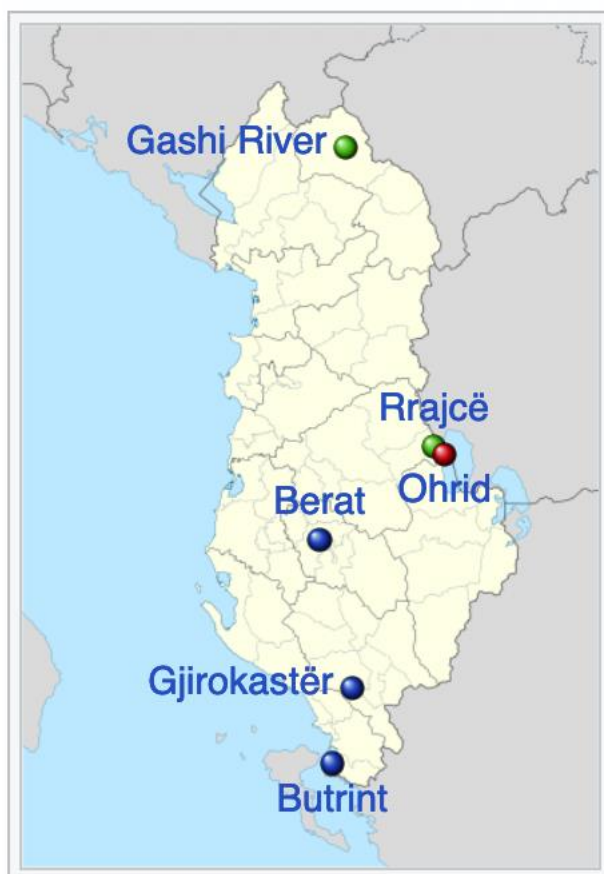 Gashi River
Rrajcë
Ohrid
Berat
Gjirokastër
Butrint